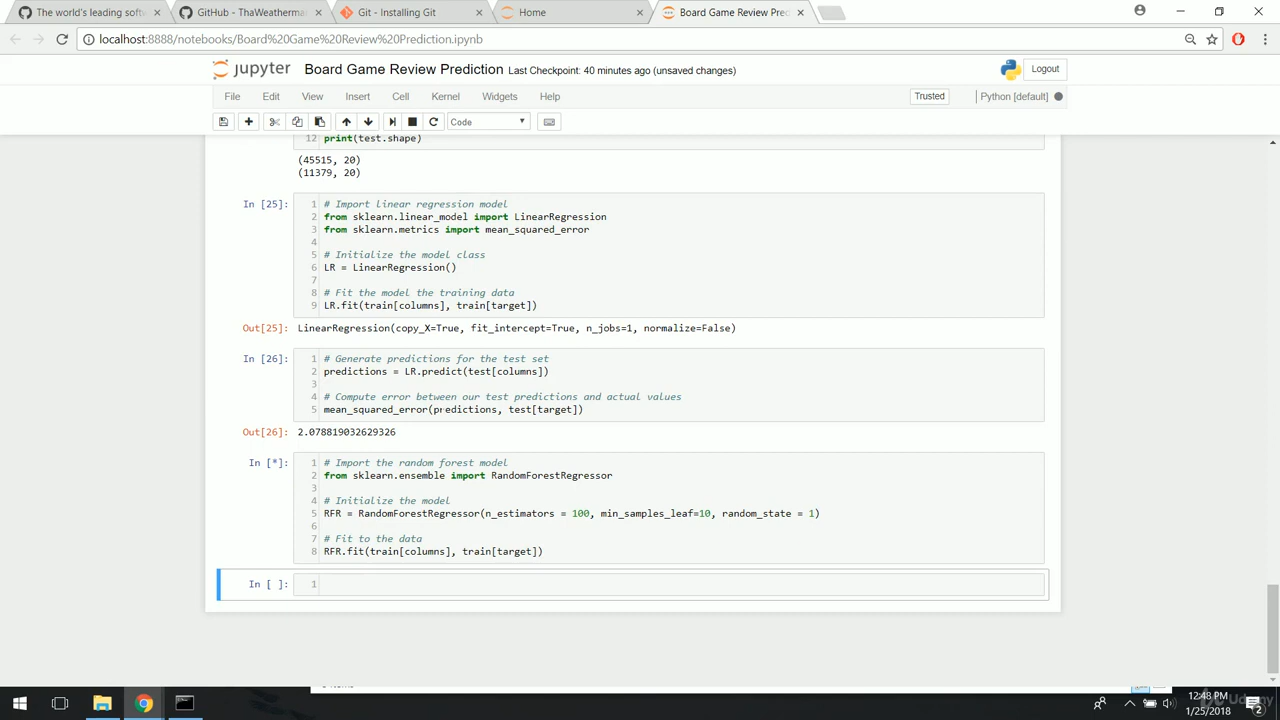 The world's leading softw
GitHub - ThaWeatherma
Git - Installing Git
Home
Board Game Review Pred
localhost:8888/notebooks/Board%20Game%20Review%20Prediction.ipynb
jupyter Board Game Review Prediction Last Checkpoint: 40 minutes ago (unsaved changes)
Logout
File Edit View Insert Cell Kernel Widgets Help
Trusted
Python [default]
Code
12 print(test.shape)
(45515, 20)
(11379, 20)
In [25]:
1 # Import linear regression model
2 from sklearn.linear_model import LinearRegression
3 from sklearn.metrics import mean_squared_error
4
5 # Initialize the model class
6 LR = LinearRegression()
7
8 # Fit the model the training data
9 LR.fit(train[columns], train[target])
Out[25]: LinearRegression(copy_X=True, fit_intercept=True, n_jobs=1, normalize=False)
In [26]:
1 # Generate predictions for the test set
2 predictions = LR.predict(test[columns])
3
4 # Compute error between our test predictions and actual values
5 mean_squared_error(predictions, test[target])
Out[26]: 2.078819032629326
In [*]:
1 # Import the random forest model
2 from sklearn.ensemble import RandomForestRegressor
3
4 # Initialize the model
5 RFR = RandomForestRegressor(n_estimators = 100, min_samples_leaf=10, random_state = 1)
6
7 # Fit to the data
8 RFR.fit(train[columns], train[target])
In [ ]: 1
12:48 PM
1/25/2018
Udemy
2